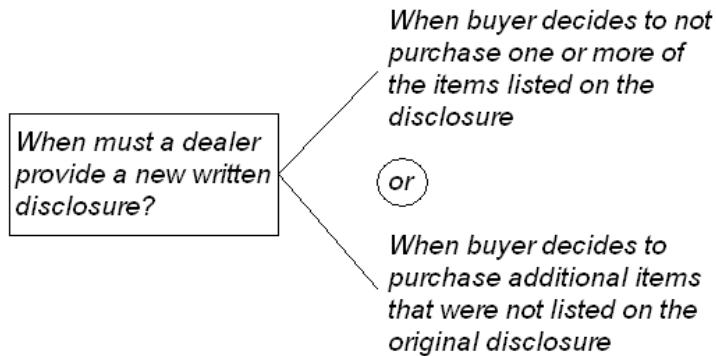 When must a dealer
provide a new written
disclosure?
When buyer decides to not
purchase one or more of
the items listed on the
disclosure
or
When buyer decides to
purchase additional items
that were not listed on the
original disclosure